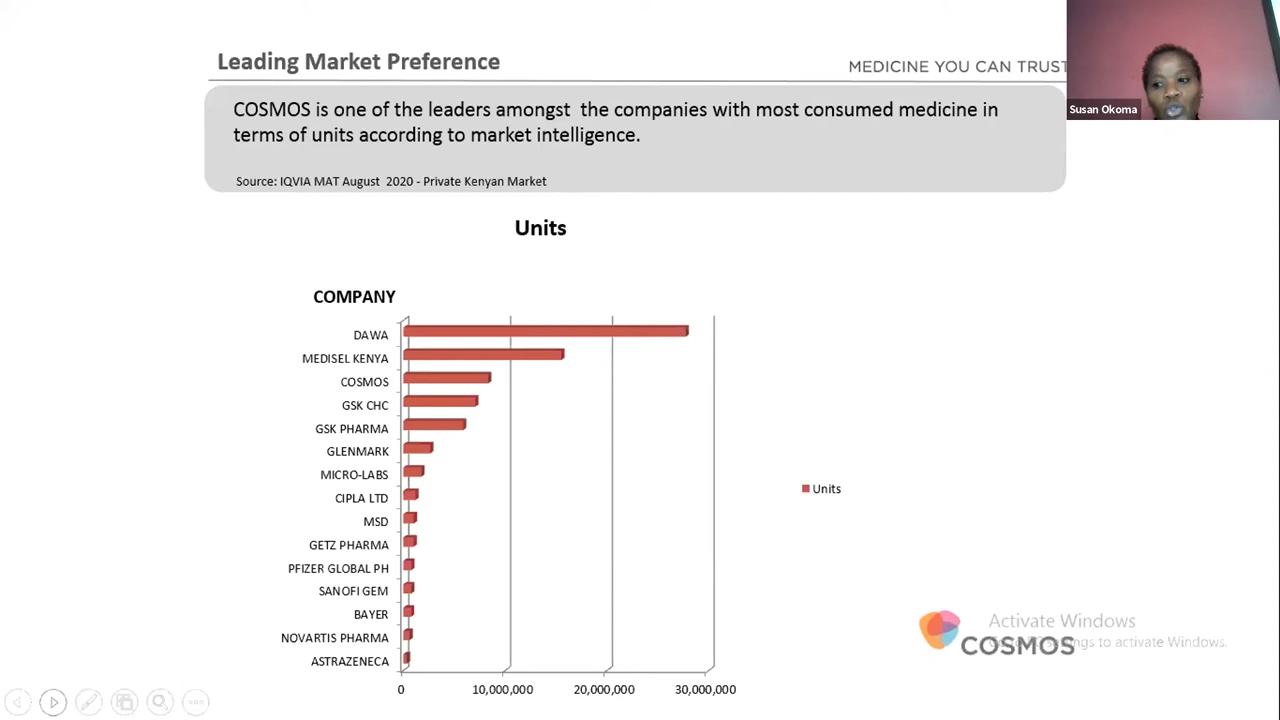 Leading Market Preference
MEDICINE YOU CAN TRUST
Susan Okoma
COSMOS is one of the leaders amongst the companies with most consumed medicine in
terms of units according to market intelligence.
Source: IQVIA MAT August 2020 - Private Kenyan Market
Units
COMPANY
DAWA
MEDISEL KENYA
COSMOS
GSK CHC
GSK PHARMA
GLENMARK
MICRO-LABS
CIPLA LTD
MSD
GETZ PHARMA
PFIZER GLOBAL PH
SANOFI GEM
BAYER
NOVARTIS PHARMA
ASTRAZENECA
0 10,000,000 20,000,000 30,000,000
Units
Activate Windows
to activate Windows.
COSMOS